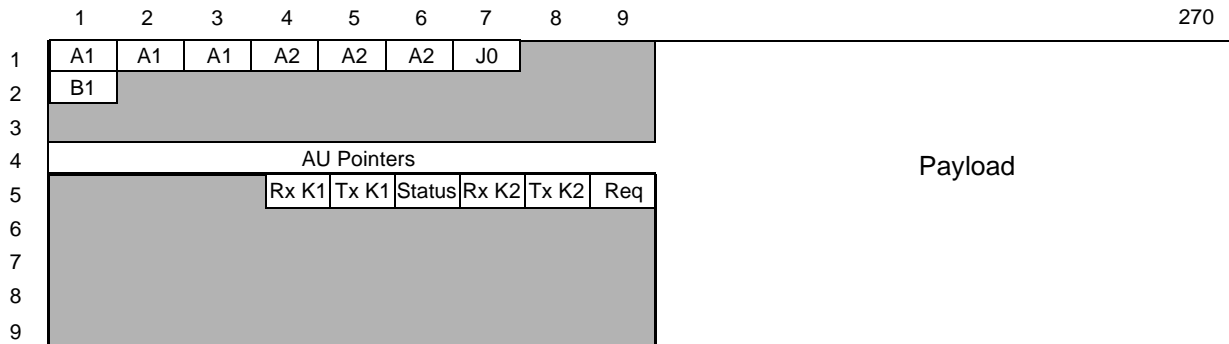 1 2 3 4 5 6 7 8 9 270
1 A1 A1 A1 A2 A2 A2 J0
2 B1
3
4 AU Pointers
Payload
5 Rx K1 Tx K1 Status Rx K2 Tx K2 Req
6
7
8
9